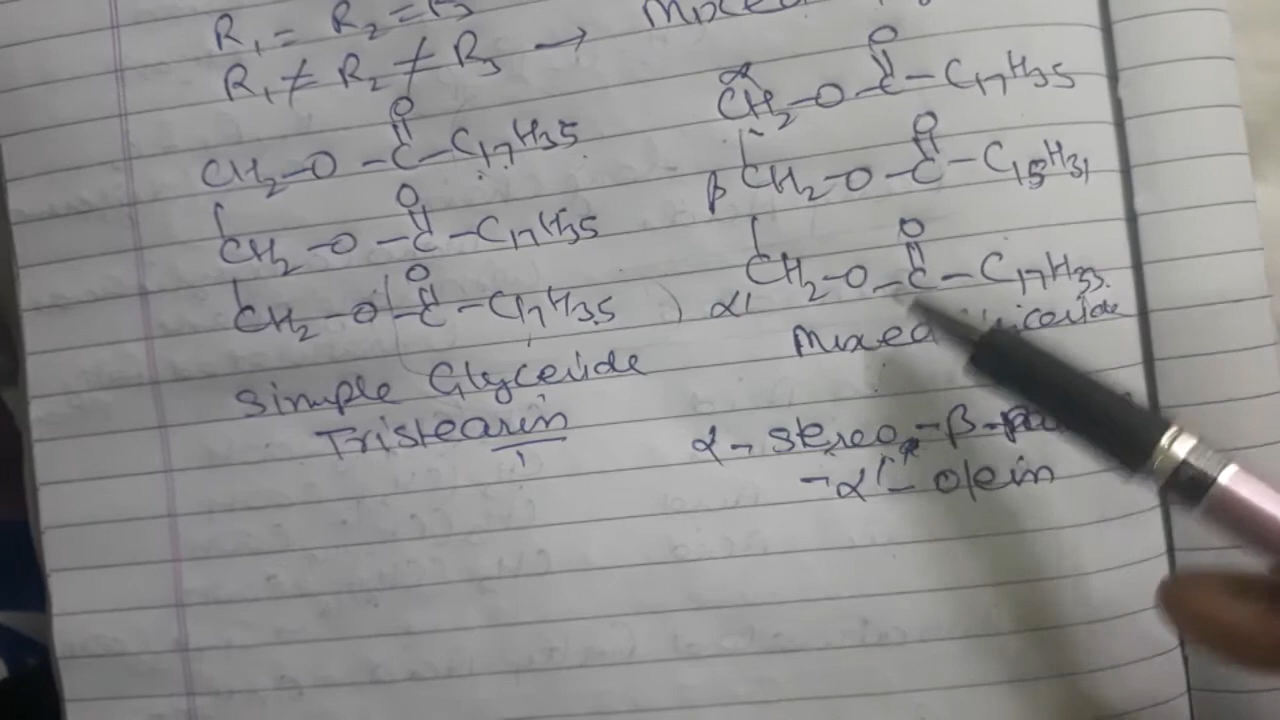 R₁ = R₂ =
R₁ ≠ R₂ ≠ R₃ → Mixed
CH₂-O-C-C₁₇H₃₅
O
CH₂-O-C-C₁₇H₃₅
O
CH₂-O-C-C₁₇H₃₅
O
Simple Glyceride
Tristearin
α CH₂-O-C-C₁₇H₃₅
O
β CH₂-O-C-C₁₅H₃₁
O
α' CH₂-O-C-C₁₇H₃₃
O
Mixed
α-stereo-β-
-α'-olein